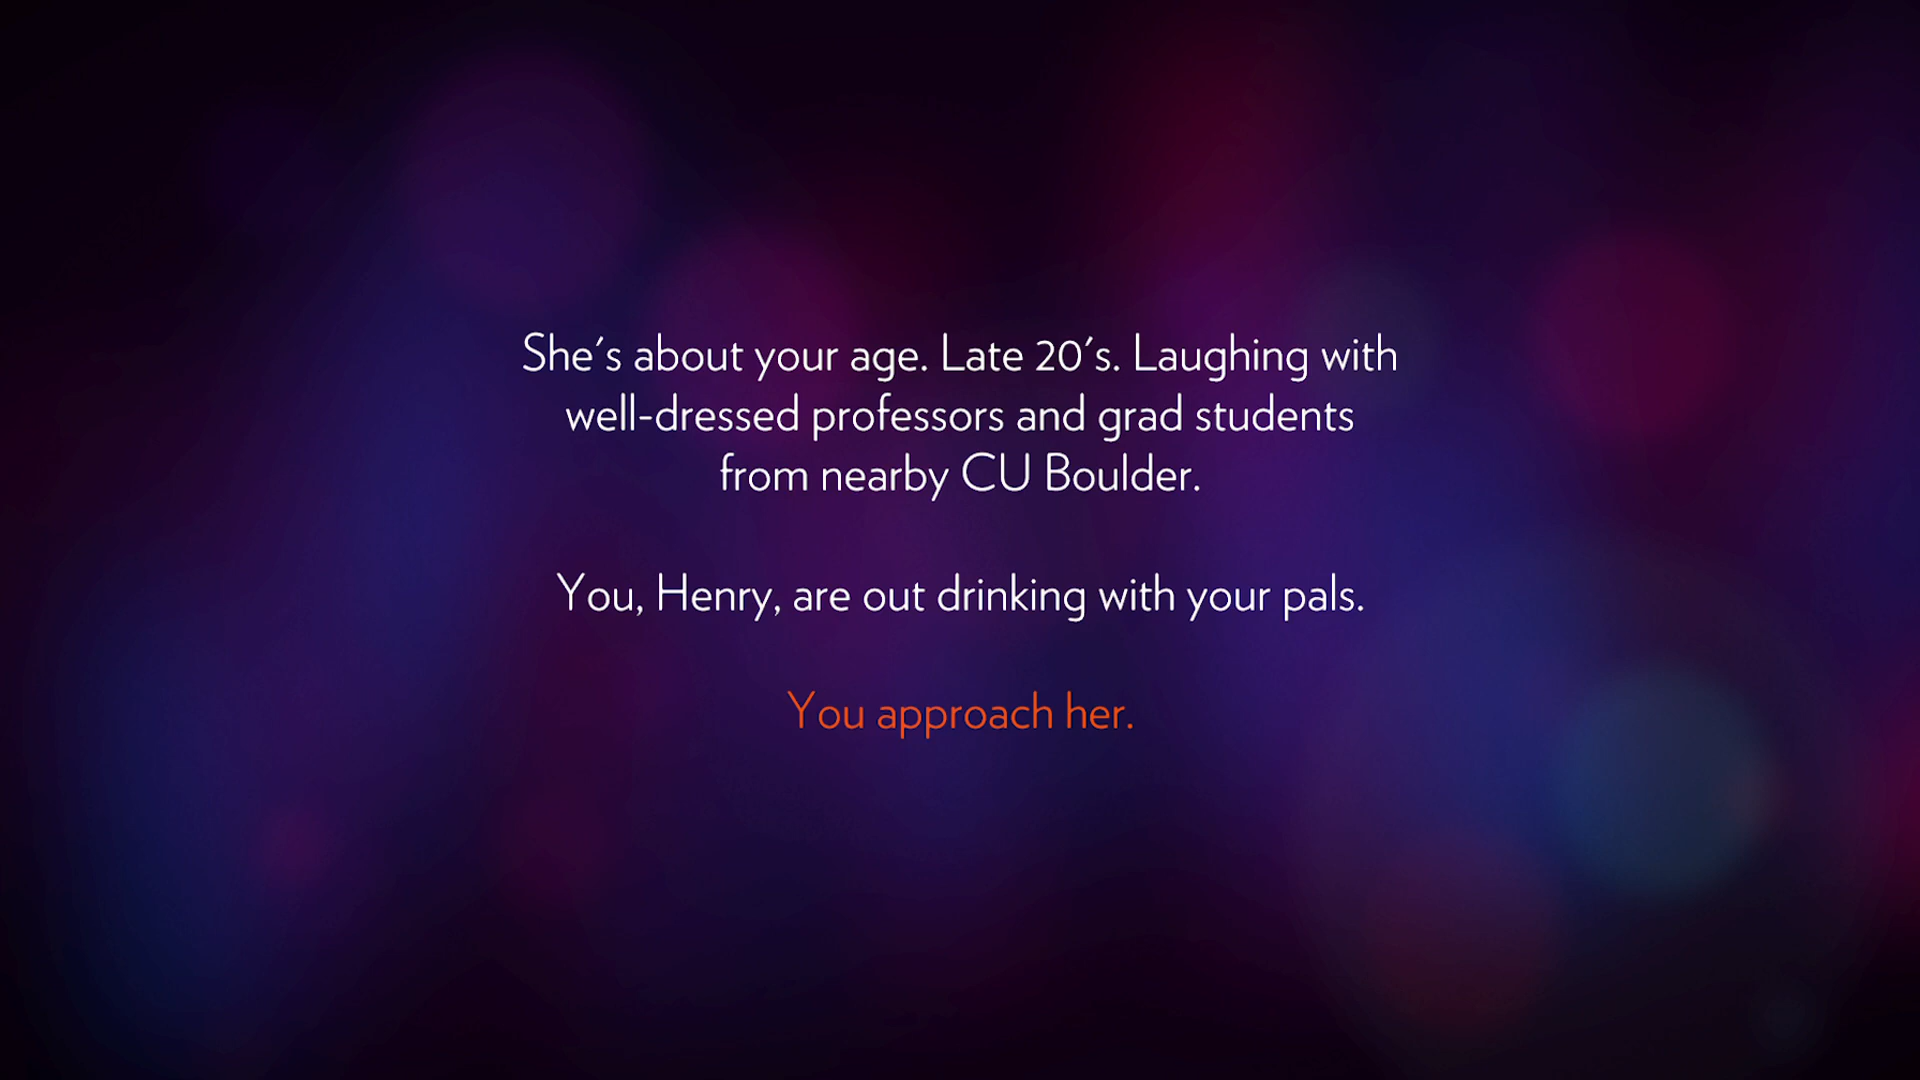 She's about your age. Late 20's. Laughing with
well-dressed professors and grad students
from nearby CU Boulder.
You, Henry, are out drinking with your pals.
You approach her.